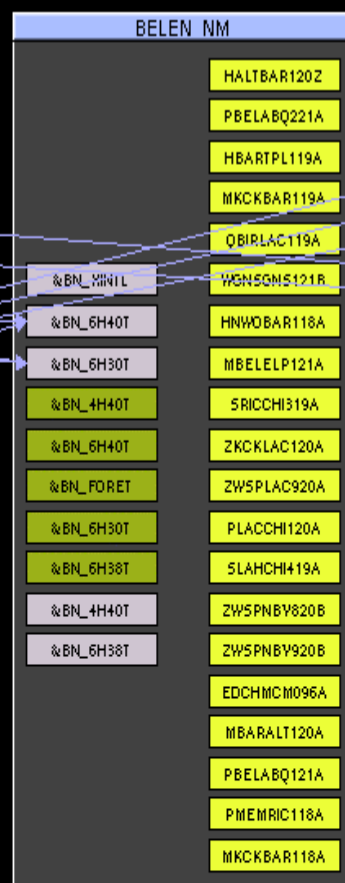 BELEN NM
HALTBAR120Z
PBELABQ221A
HBARTPL119A
MKCKBAR119A
QBIRLAC119A
&BN_XINTL
WGNSGNS121B
&BN_6H40T
HNWOBAR118A
&BN_6H30T
MBELELP121A
&BN_4H40T
SRICCHI319A
&BN_6H40T
ZKCKLAC120A
&BN_FORET
ZWSPLAC920A
&BN_6H30T
PLACCHI120A
&BN_6H38T
SLAHCHI419A
&BN_4H40T
ZWSPNBV820B
&BN_6H38T
ZWSPNBV920B
EDCHMCM096A
MBARALT120A
PBELABQ121A
PMEMRIC118A
MKCKBAR118A